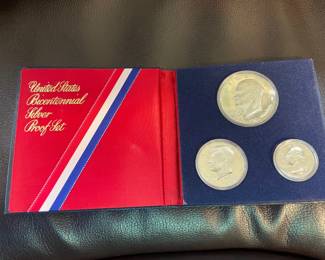 United States
Bicentennial
Silver
Proof Set